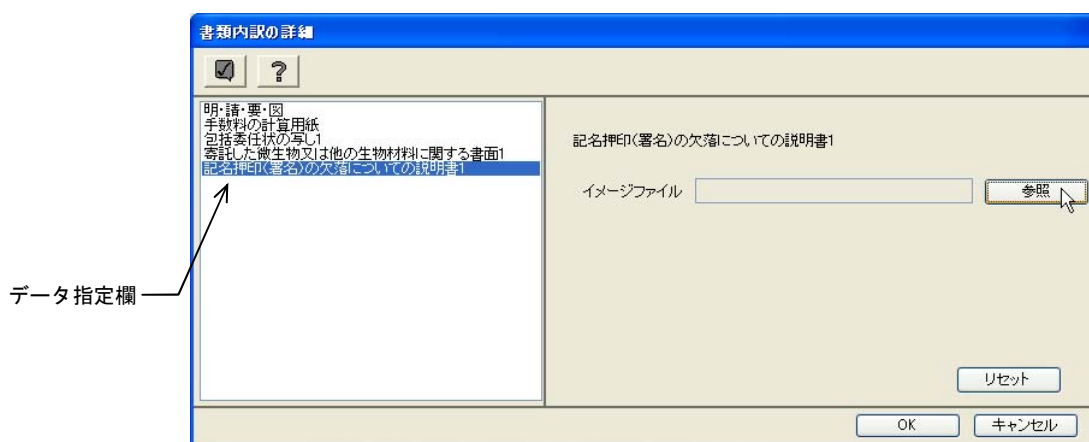 書類内訳の詳細
?
明・請・要・図
手数料の計算用紙
包括委任状の写し1
寄託した微生物又は他の生物材料に関する書面1
記名押印(署名)の欠落についての説明書1
記名押印(署名)の欠落についての説明書1
イメージファイル
参照
データ指定欄
リセット
OK
キャンセル